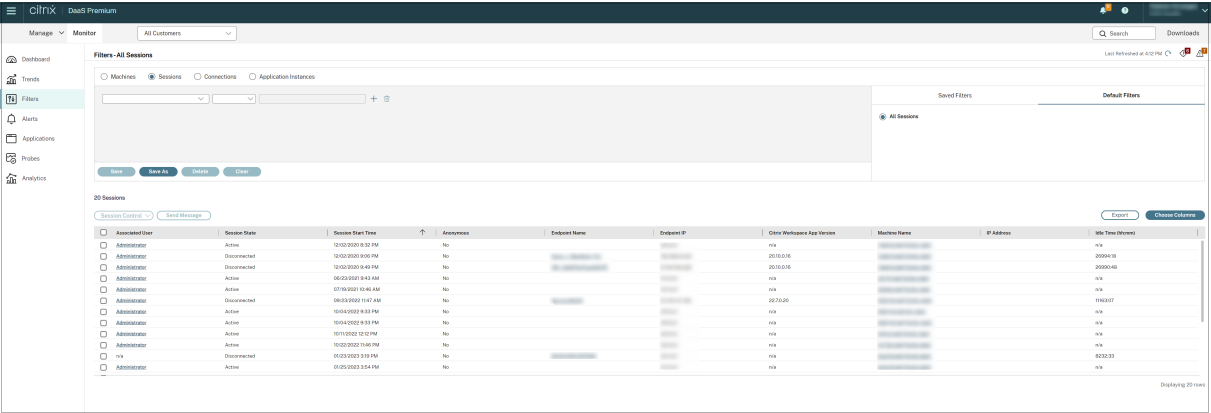 citrix DaaS Premium
Manage Monitor All Customers Search Downloads
Filters - All Sessions Last Refreshed at 4:12 PM
Dashboard
Trends
Filters
Alerts
Applications
Probes
Analytics
Machines Sessions Connections Application Instances
Saved Filters Default Filters
All Sessions
Save Save As Delete Clear
20 Sessions
Session Control Send Message Export Choose Columns
Associated User Session State Session Start Time Anonymous Endpoint Name Endpoint IP Citrix Workspace App Version Machine Name IP Address Idle Time (hh:mm)
Administrator Active 12/02/2020 8:32 PM No n/a n/a
Administrator Disconnected 12/02/2020 9:06 PM No 20.10.0.16 26994:18
Administrator Disconnected 12/02/2020 9:49 PM No 20.10.0.16 26990:48
Administrator Active 06/23/2021 9:43 AM No n/a n/a
Administrator Active 07/19/2021 10:46 AM No n/a n/a
Administrator Disconnected 09/23/2022 11:47 AM No 22.7.0.20 11163:07
Administrator Active 10/04/2022 9:33 PM No n/a n/a
Administrator Active 10/04/2022 9:33 PM No n/a n/a
Administrator Active 10/11/2022 12:12 PM No n/a n/a
Administrator Active 10/22/2022 11:46 PM No n/a n/a
n/a Disconnected 01/23/2023 3:19 PM No n/a 8232:33
Administrator Active 01/25/2023 3:54 PM No n/a n/a
Displaying 20 rows